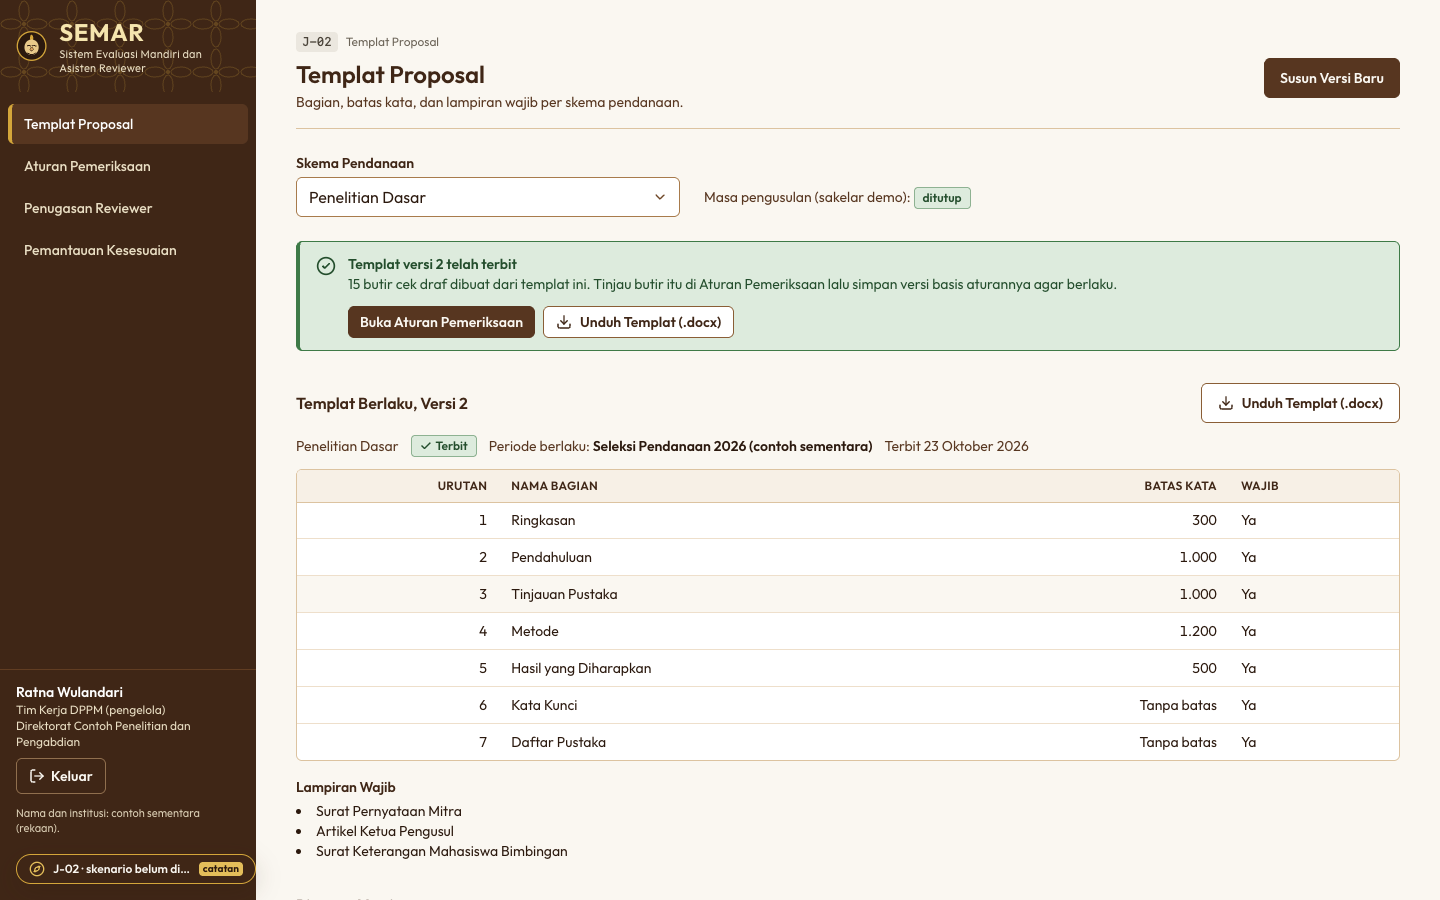 SEMAR
Sistem Evaluasi Mandiri dan
Asisten Reviewer
Templat Proposal
Aturan Pemeriksaan
Penugasan Reviewer
Pemantauan Kesesuaian
Ratna Wulandari
Tim Kerja DPPM (pengelola)
Direktorat Contoh Penelitian dan
Pengabdian
Keluar
Nama dan institusi: contoh sementara
(rekaan).
J-02 · skenario belum di... catatan
J-02 Templat Proposal
Templat Proposal
Bagian, batas kata, dan lampiran wajib per skema pendanaan.
Susun Versi Baru
Skema Pendanaan
Penelitian Dasar
Masa pengusulan (sakelar demo): ditutup
Templat versi 2 telah terbit
15 butir cek draf dibuat dari templat ini. Tinjau butir itu di Aturan Pemeriksaan lalu simpan versi basis aturannya agar berlaku.
Buka Aturan Pemeriksaan Unduh Templat (.docx)
Templat Berlaku, Versi 2
Unduh Templat (.docx)
Penelitian Dasar Terbit Periode berlaku: Seleksi Pendanaan 2026 (contoh sementara) Terbit 23 Oktober 2026
URUTAN NAMA BAGIAN BATAS KATA WAJIB
1 Ringkasan 300 Ya
2 Pendahuluan 1.000 Ya
3 Tinjauan Pustaka 1.000 Ya
4 Metode 1.200 Ya
5 Hasil yang Diharapkan 500 Ya
6 Kata Kunci Tanpa batas Ya
7 Daftar Pustaka Tanpa batas Ya
Lampiran Wajib
Surat Pernyataan Mitra
Artikel Ketua Pengusul
Surat Keterangan Mahasiswa Bimbingan